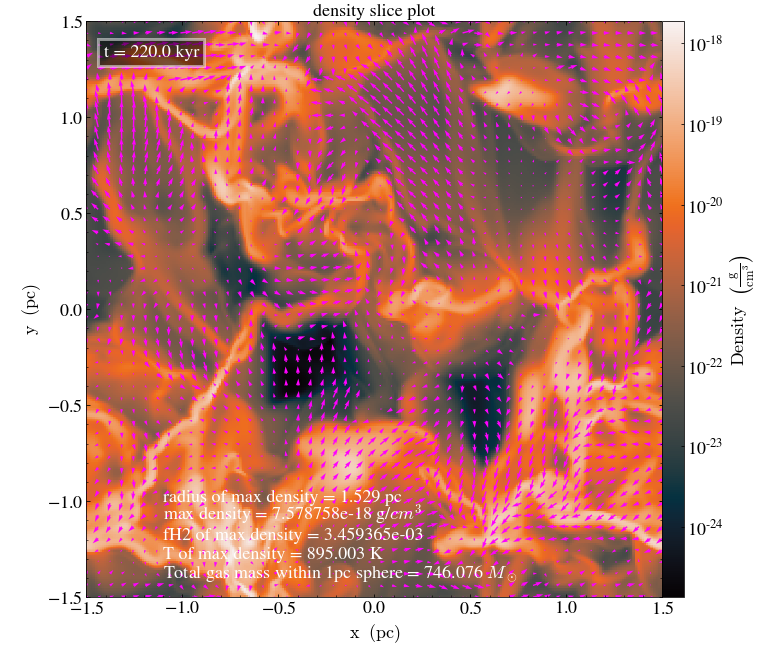 density slice plot
t = 220.0 kyr
1.5
1.0
0.5
0.0
−0.5
−1.0
−1.5
y (pc)
radius of max density = 1.529 pc
max density = 7.578758e-18 g/cm³
fH2 of max density = 3.459365e-03
T of max density = 895.003 K
Total gas mass within 1pc sphere = 746.076 M☉
−1.5 −1.0 −0.5 0.0 0.5 1.0 1.5
x (pc)
10⁻¹⁸
10⁻¹⁹
10⁻²⁰
10⁻²¹
10⁻²²
10⁻²³
10⁻²⁴
Density (g/cm³)